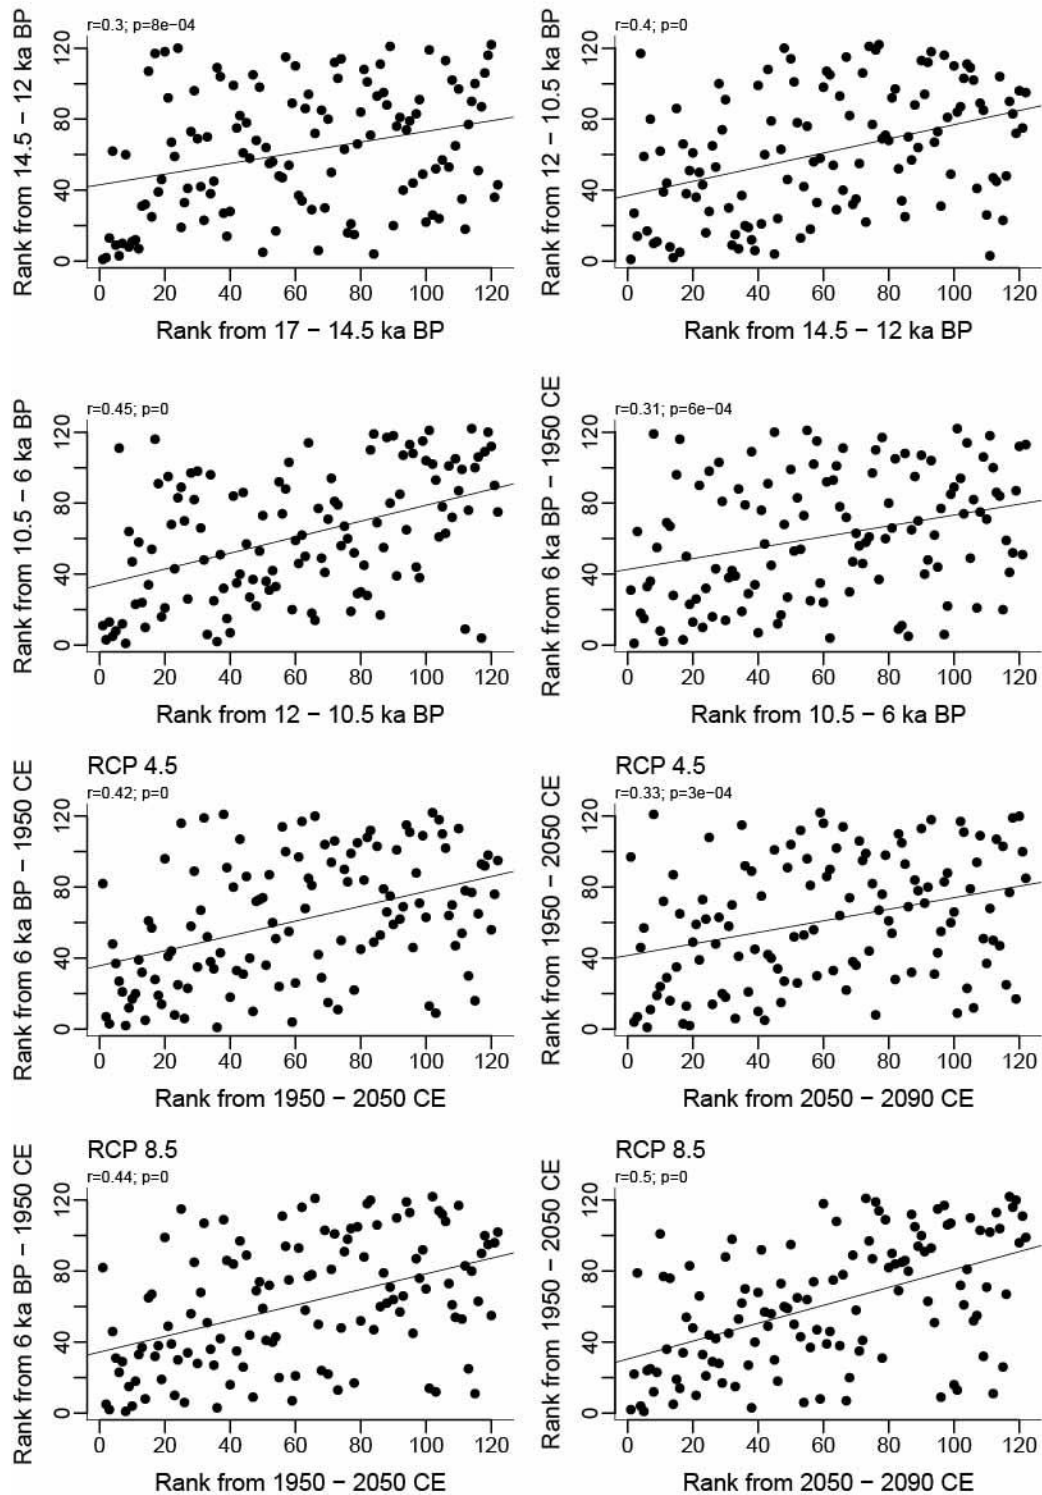 r=0.3; p=8e−04
Rank from 14.5 − 12 ka BP
0 40 80 120
0 20 40 60 80 100 120
Rank from 17 − 14.5 ka BP
r=0.4; p=0
Rank from 12 − 10.5 ka BP
0 40 80 120
0 20 40 60 80 100 120
Rank from 14.5 − 12 ka BP
r=0.45; p=0
Rank from 10.5 − 6 ka BP
0 40 80 120
0 20 40 60 80 100 120
Rank from 12 − 10.5 ka BP
r=0.31; p=6e−04
Rank from 6 ka BP − 1950 CE
0 40 80 120
0 20 40 60 80 100 120
Rank from 10.5 − 6 ka BP
RCP 4.5
r=0.42; p=0
Rank from 6 ka BP − 1950 CE
0 40 80 120
0 20 40 60 80 100 120
Rank from 1950 − 2050 CE
RCP 4.5
r=0.33; p=3e−04
Rank from 1950 − 2050 CE
0 40 80 120
0 20 40 60 80 100 120
Rank from 2050 − 2090 CE
RCP 8.5
r=0.44; p=0
Rank from 6 ka BP − 1950 CE
0 40 80 120
0 20 40 60 80 100 120
Rank from 1950 − 2050 CE
RCP 8.5
r=0.5; p=0
Rank from 1950 − 2050 CE
0 40 80 120
0 20 40 60 80 100 120
Rank from 2050 − 2090 CE